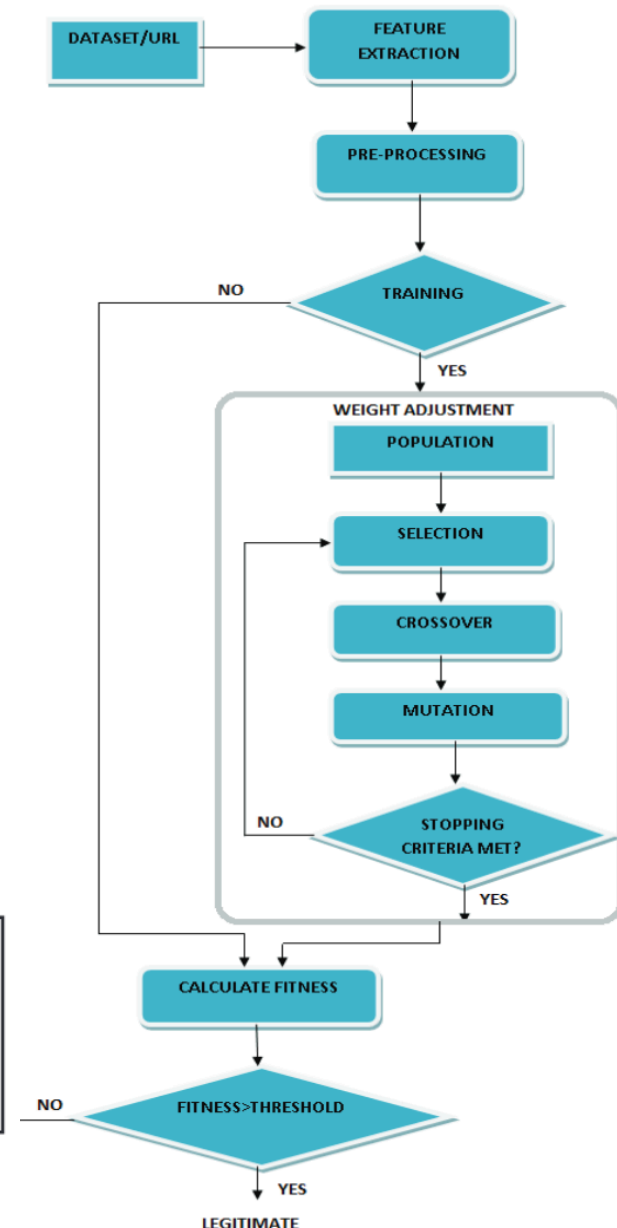 DATASET/URL
FEATURE
EXTRACTION
PRE-PROCESSING
TRAINING
NO
YES
WEIGHT ADJUSTMENT
POPULATION
SELECTION
CROSSOVER
MUTATION
STOPPING
CRITERIA MET?
NO
YES
CALCULATE FITNESS
FITNESS>THRESHOLD
NO
YES
LEGITIMATE